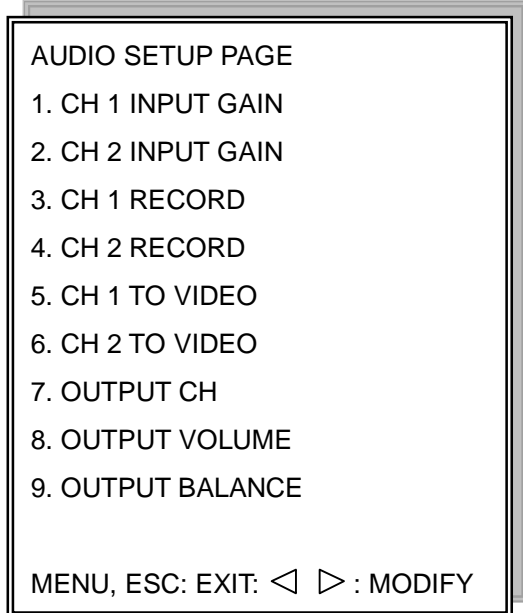 AUDIO SETUP PAGE
1. CH 1 INPUT GAIN
2. CH 2 INPUT GAIN
3. CH 1 RECORD
4. CH 2 RECORD
5. CH 1 TO VIDEO
6. CH 2 TO VIDEO
7. OUTPUT CH
8. OUTPUT VOLUME
9. OUTPUT BALANCE
MENU, ESC: EXIT: ◁ ▷ : MODIFY